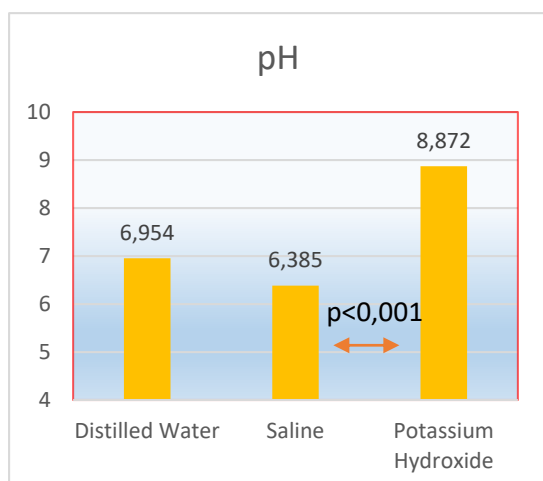 pH
10
9
8
7
6
5
4
6,954
6,385
8,872
p<0,001
Distilled Water
Saline
Potassium
Hydroxide